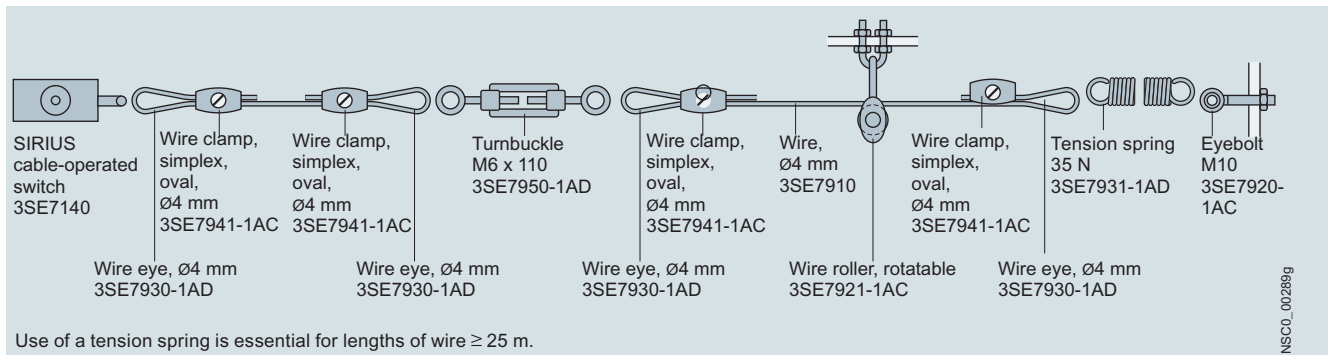 SIRIUS
cable-operated
switch
3SE7140
Wire clamp,
simplex,
oval,
Ø4 mm
3SE7941-1AC
Wire clamp,
simplex,
oval,
Ø4 mm
3SE7941-1AC
Turnbuckle
M6 x 110
3SE7950-1AD
Wire clamp,
simplex,
oval,
Ø4 mm
3SE7941-1AC
Wire,
Ø4 mm
3SE7910
Wire clamp,
simplex,
oval,
Ø4 mm
3SE7941-1AC
Tension spring
35 N
3SE7931-1AD
Eyebolt
M10
3SE7920-
1AC
Wire eye, Ø4 mm
3SE7930-1AD
Wire eye, Ø4 mm
3SE7930-1AD
Wire eye, Ø4 mm
3SE7930-1AD
Wire roller, rotatable
3SE7921-1AC
Wire eye, Ø4 mm
3SE7930-1AD
Use of a tension spring is essential for lengths of wire ≥ 25 m.
NSC0_00289g